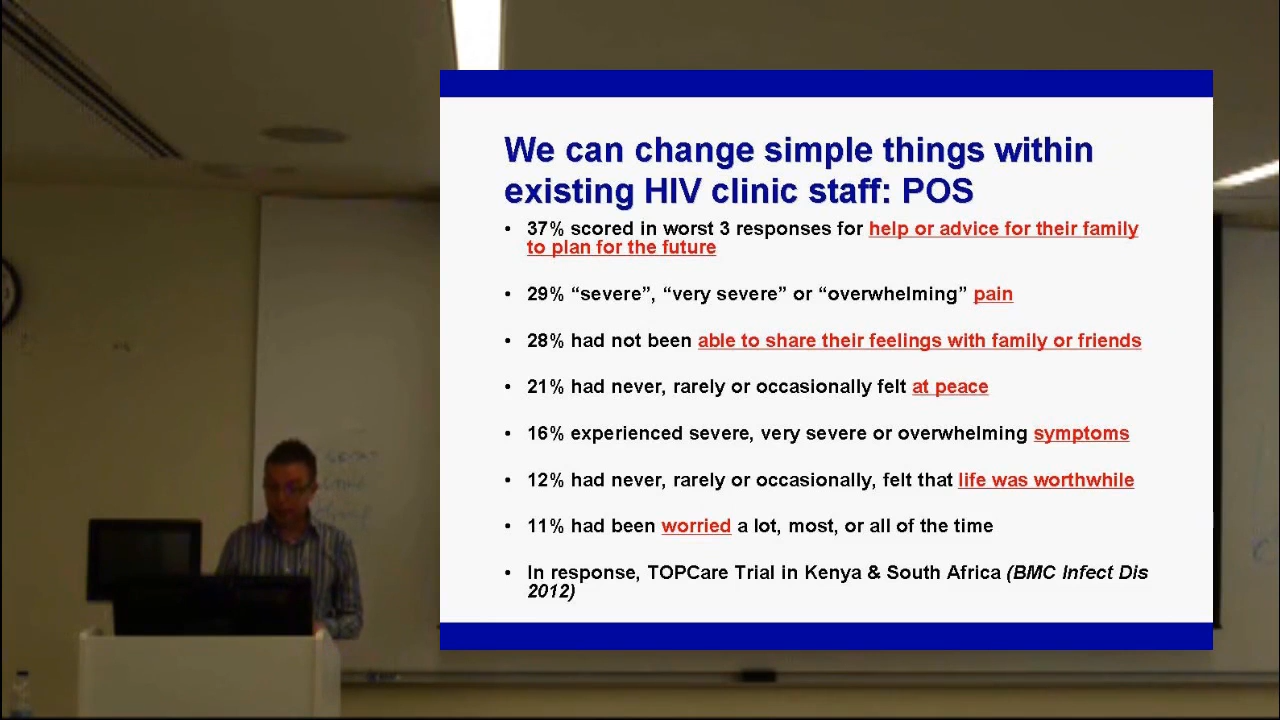 We can change simple things within
existing HIV clinic staff: POS
• 37% scored in worst 3 responses for help or advice for their family
to plan for the future
• 29% “severe”, “very severe” or “overwhelming” pain
• 28% had not been able to share their feelings with family or friends
• 21% had never, rarely or occasionally felt at peace
• 16% experienced severe, very severe or overwhelming symptoms
• 12% had never, rarely or occasionally, felt that life was worthwhile
• 11% had been worried a lot, most, or all of the time
• In response, TOPCare Trial in Kenya & South Africa (BMC Infect Dis
2012)